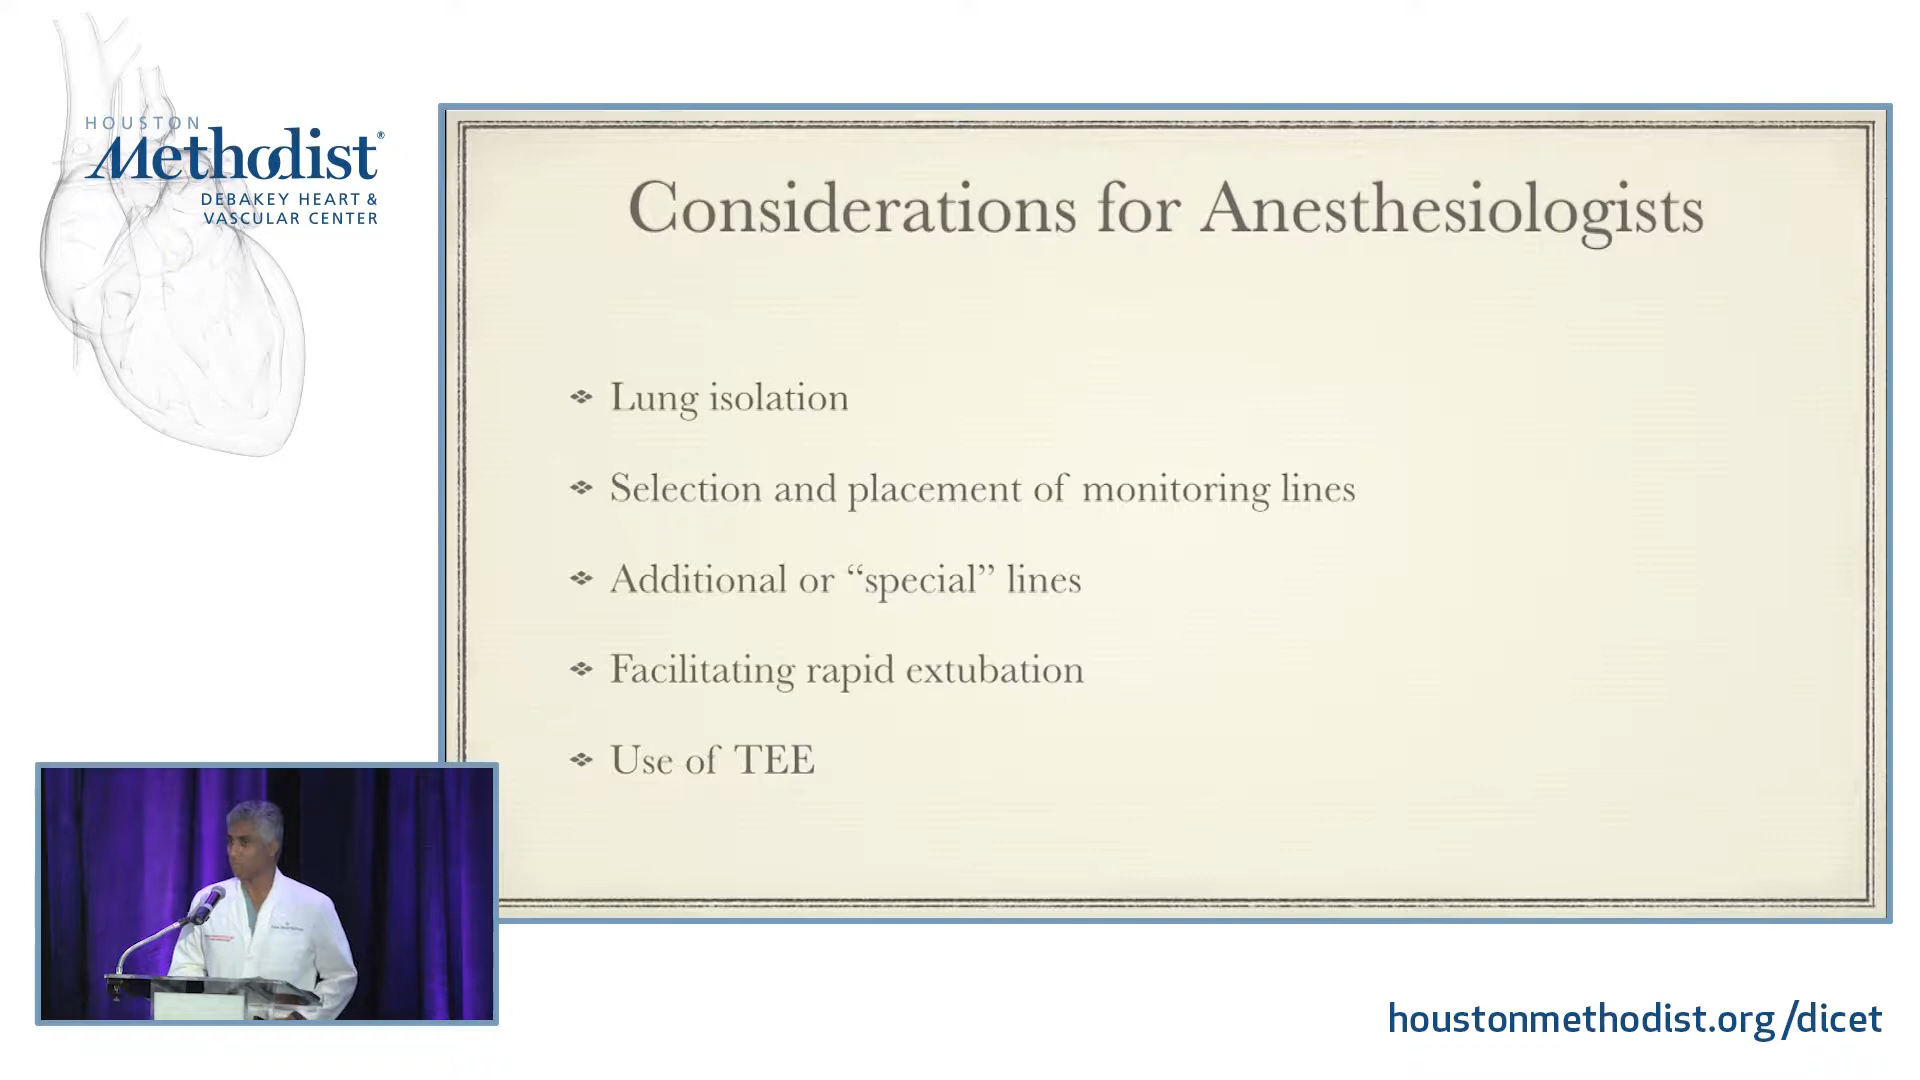 HOUSTON
Methodist®
DEBAKEY HEART &
VASCULAR CENTER
Considerations for Anesthesiologists
Lung isolation
Selection and placement of monitoring lines
Additional or “special” lines
Facilitating rapid extubation
Use of TEE
houstonmethodist.org/dicet